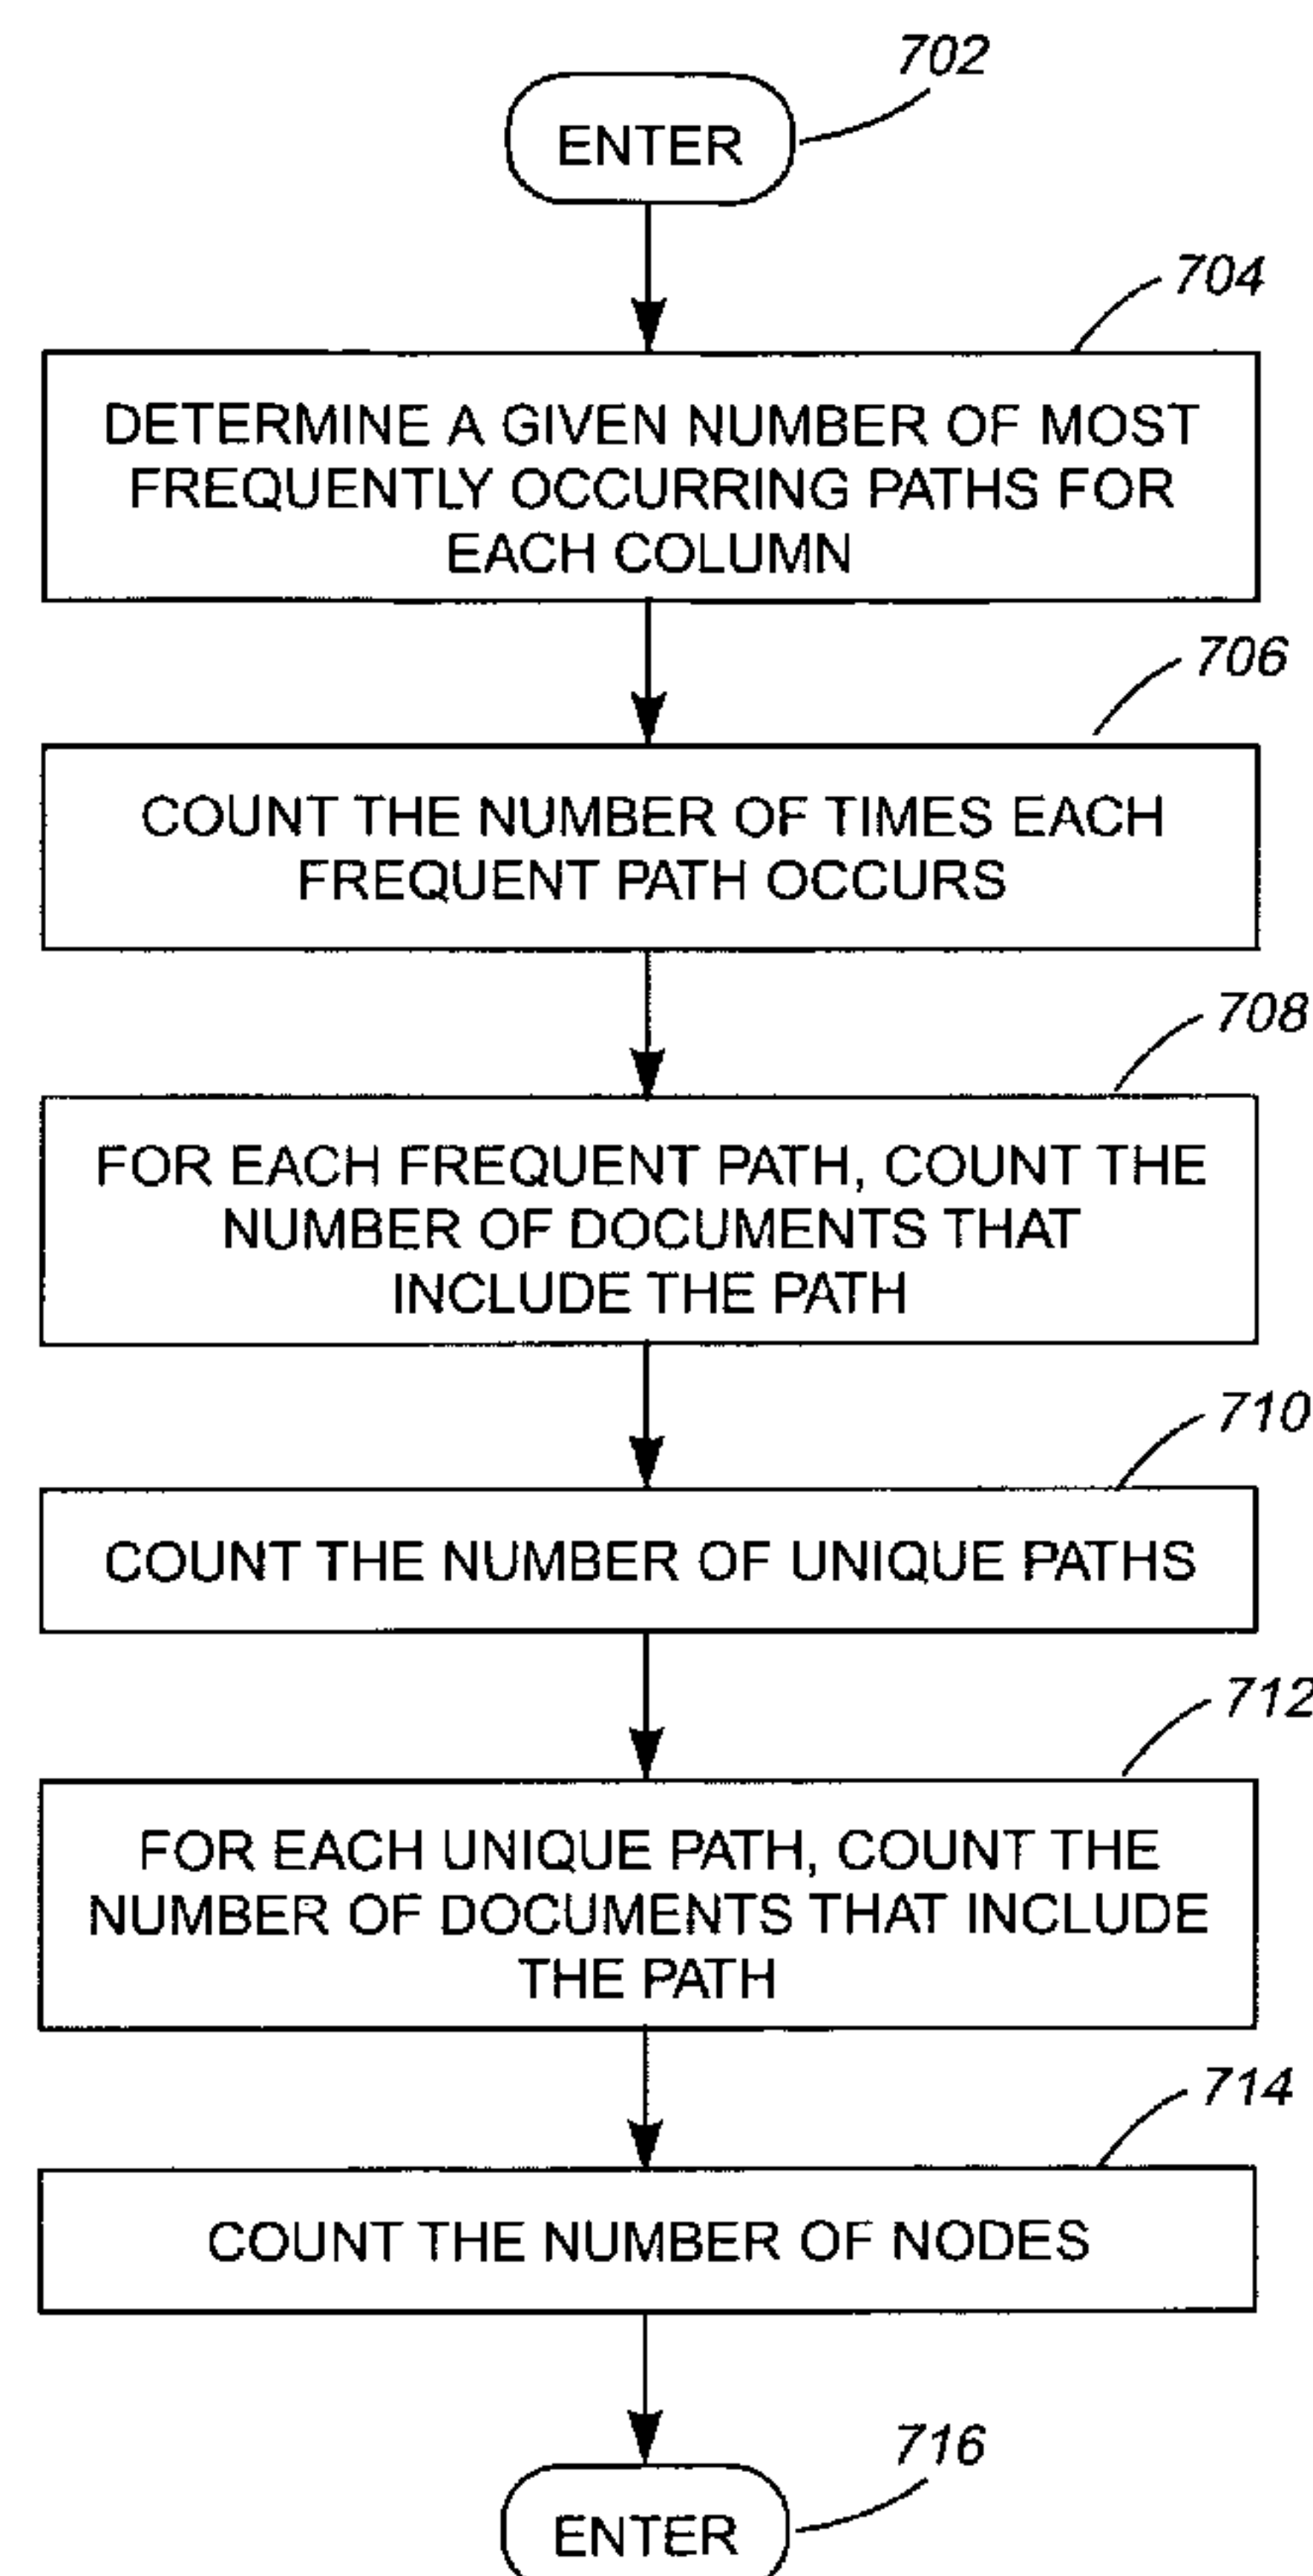 702
ENTER
704
DETERMINE A GIVEN NUMBER OF MOST
FREQUENTLY OCCURRING PATHS FOR
EACH COLUMN
706
COUNT THE NUMBER OF TIMES EACH
FREQUENT PATH OCCURS
708
FOR EACH FREQUENT PATH, COUNT THE
NUMBER OF DOCUMENTS THAT
INCLUDE THE PATH
710
COUNT THE NUMBER OF UNIQUE PATHS
712
FOR EACH UNIQUE PATH, COUNT THE
NUMBER OF DOCUMENTS THAT INCLUDE
THE PATH
714
COUNT THE NUMBER OF NODES
716
ENTER